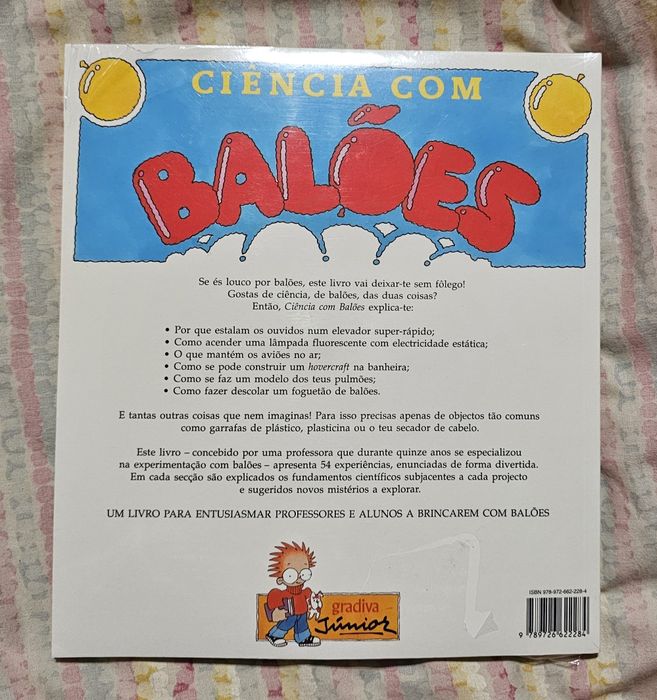 CIÊNCIA COM
BALÕES
Se és louco por balões, este livro vai deixar-te sem fôlego!
Gostas de ciência, de balões, das duas coisas?
Então, Ciência com Balões explica-te:
• Por que estalam os ouvidos num elevador super-rápido;
• Como acender uma lâmpada fluorescente com electricidade estática;
• O que mantém os aviões no ar;
• Como se pode construir um hovercraft na banheira;
• Como se faz um modelo dos teus pulmões;
• Como fazer descolar um foguetão de balões.
E tantas outras coisas que nem imaginas! Para isso precisas apenas de objectos tão comuns
como garrafas de plástico, plasticina ou o teu secador de cabelo.
Este livro – concebido por uma professora que durante quinze anos se especializou
na experimentação com balões – apresenta 54 experiências, enunciadas de forma divertida.
Em cada secção são explicados os fundamentos científicos subjacentes a cada projecto
e sugeridos novos mistérios a explorar.
UM LIVRO PARA ENTUSIASMAR PROFESSORES E ALUNOS A BRINCAREM COM BALÕES
gradiva
Júnior
ISBN 978-972-662-228-4
9 789726 622284